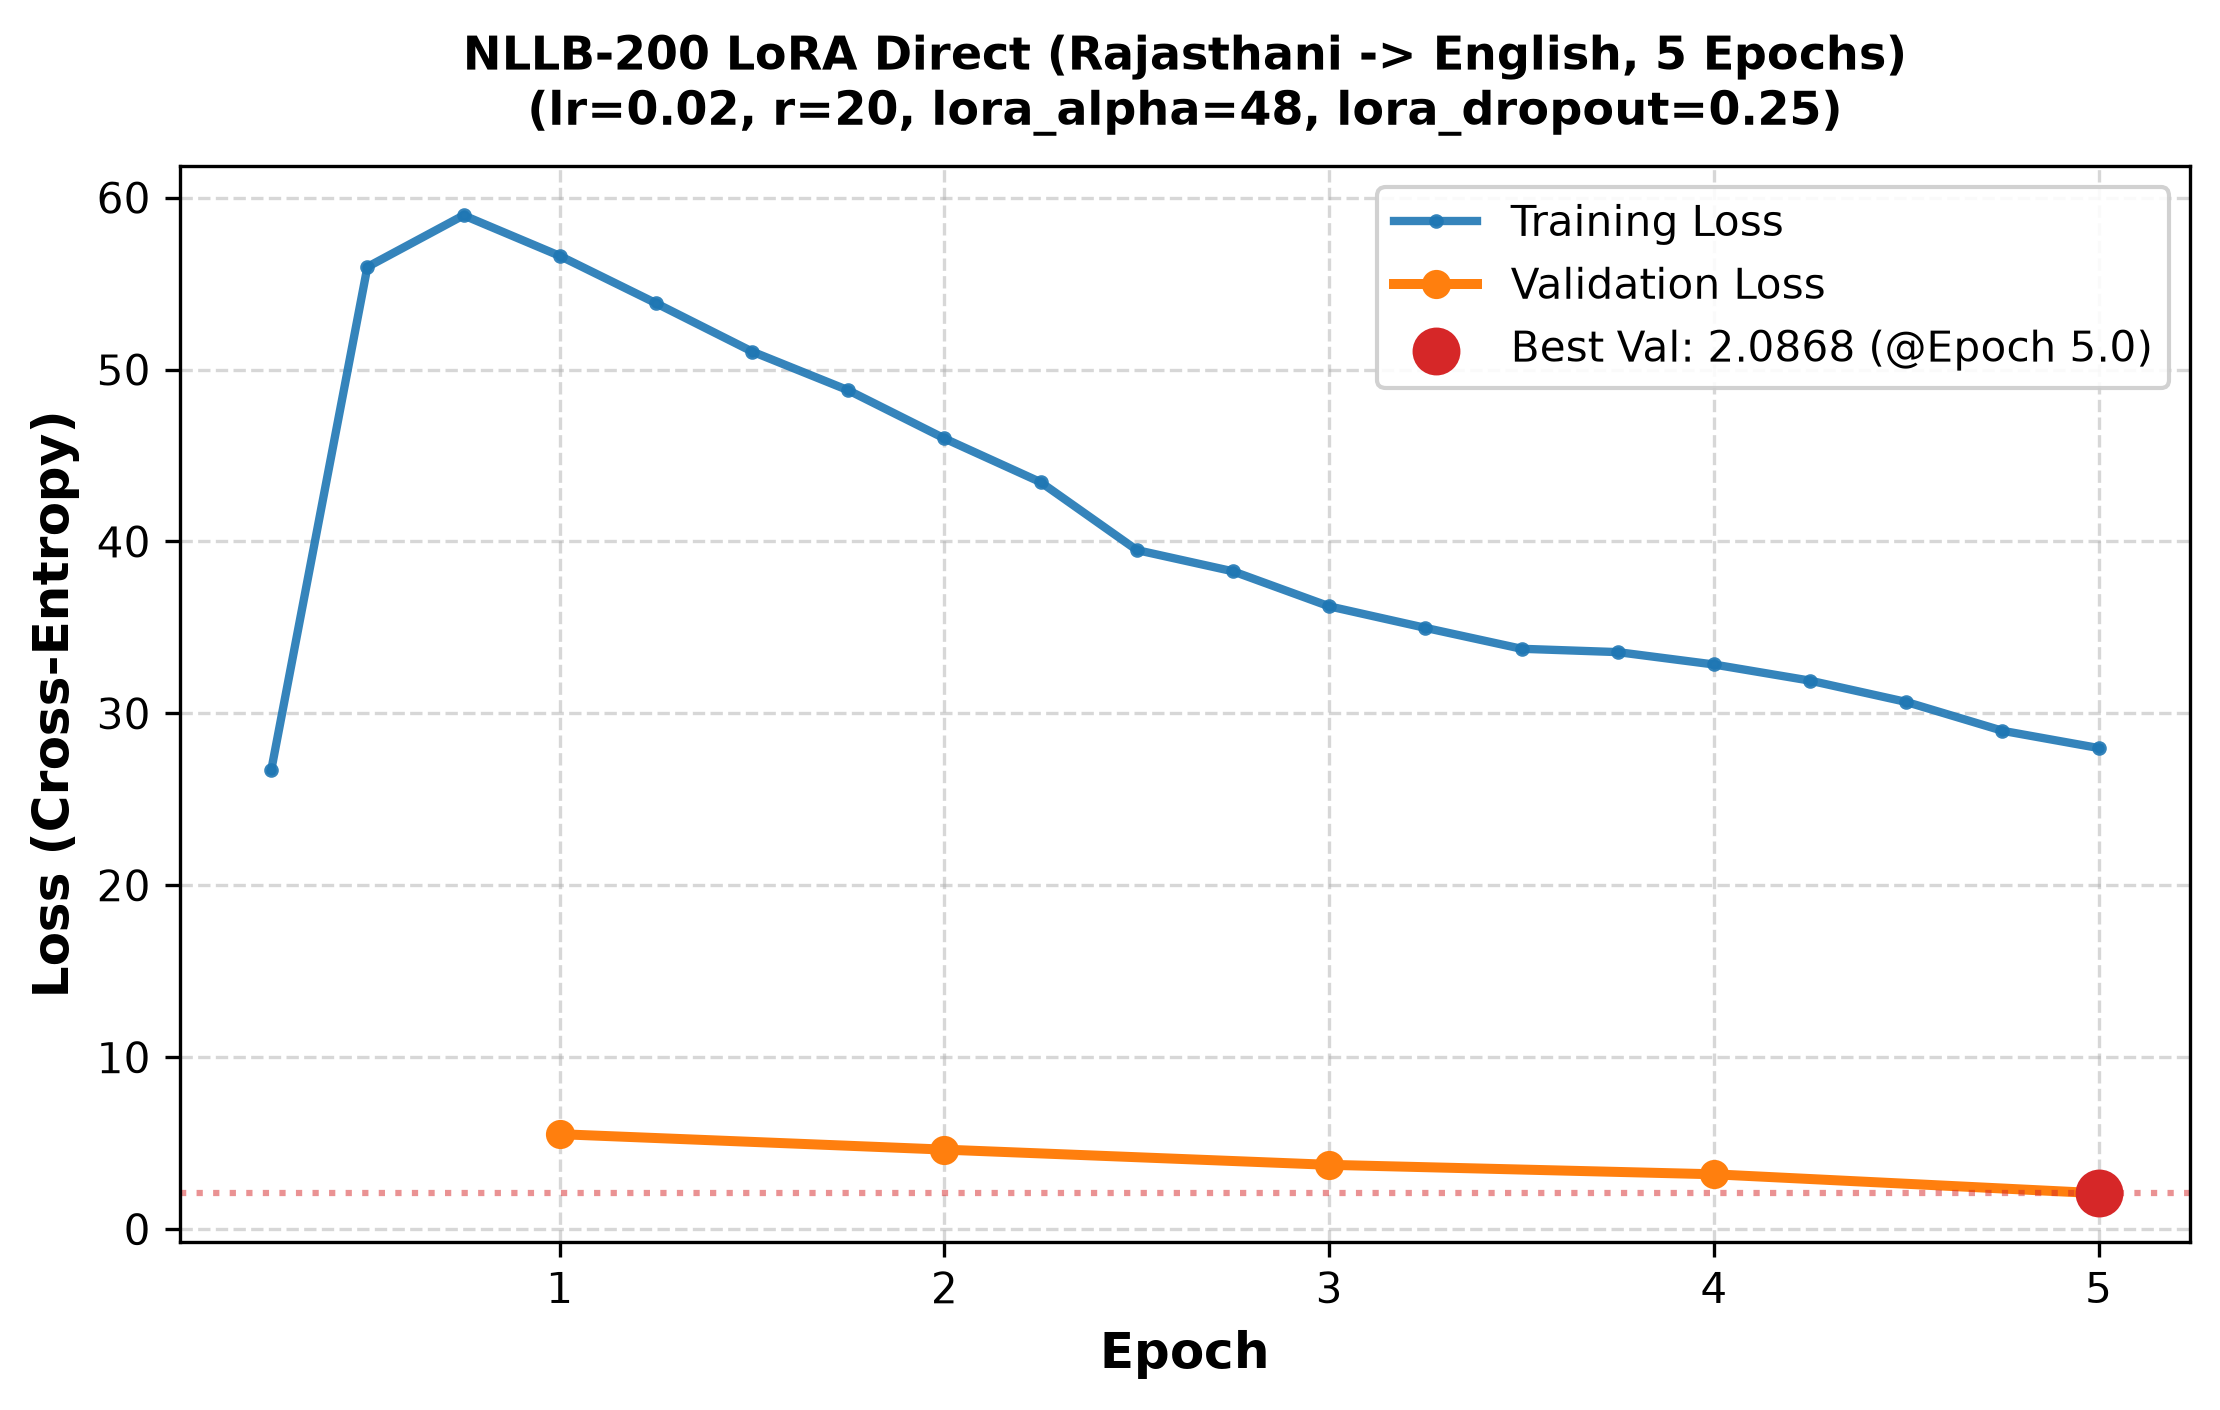 NLLB-200 LoRA Direct (Rajasthani -> English, 5 Epochs)
(lr=0.02, r=20, lora_alpha=48, lora_dropout=0.25)
Training Loss
Validation Loss
Best Val: 2.0868 (@Epoch 5.0)
Loss (Cross-Entropy)
60
50
40
30
20
10
0
1 2 3 4 5
Epoch